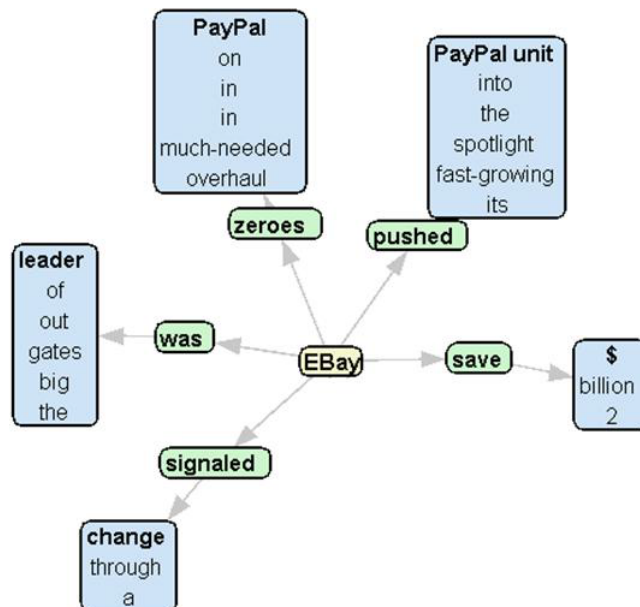 PayPal
on
in
in
much-needed
overhaul
PayPal unit
into
the
spotlight
fast-growing
its
zeroes
pushed
leader
of
out
gates
big
the
was
EBay
save
$
billion
2
signaled
change
through
a